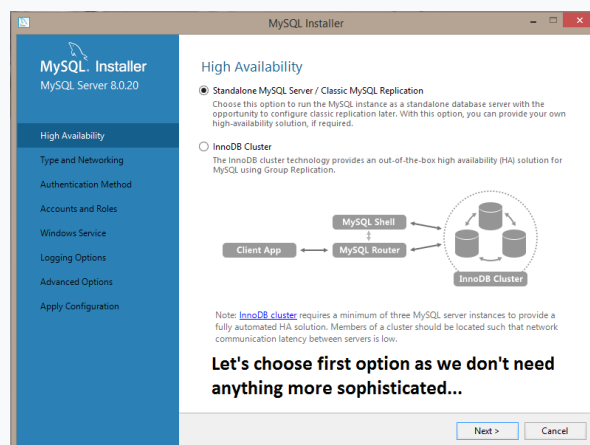 MySQL Installer
MySQL. Installer
MySQL Server 8.0.20
High Availability
Type and Networking
Authentication Method
Accounts and Roles
Windows Service
Logging Options
Advanced Options
Apply Configuration
High Availability
Standalone MySQL Server / Classic MySQL Replication
Choose this option to run the MySQL instance as a standalone database server with the
opportunity to configure classic replication later. With this option, you can provide your own
high-availability solution, if required.
InnoDB Cluster
The InnoDB cluster technology provides an out-of-the-box high availability (HA) solution for
MySQL using Group Replication.
MySQL Shell
Client App
MySQL Router
InnoDB Cluster
Note: InnoDB cluster requires a minimum of three MySQL server instances to provide a
fully automated HA solution. Members of a cluster should be located such that network
communication latency between servers is low.
Let's choose first option as we don't need
anything more sophisticated...
Next >
Cancel